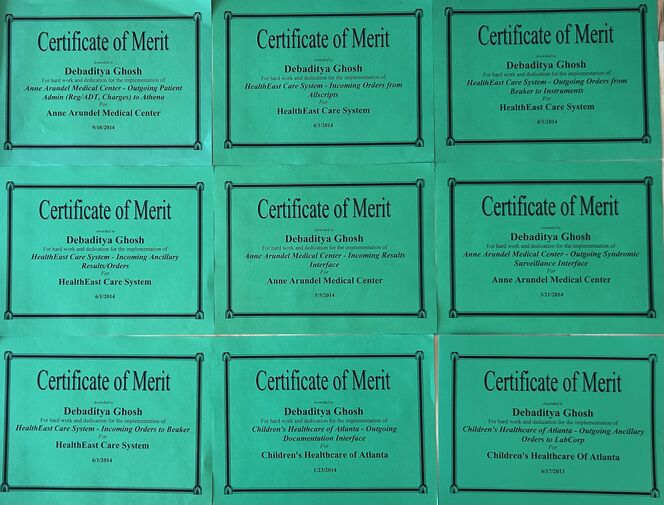 Certificate of Merit
Awarded to
Debaditya Ghosh
For hard work and dedication for the implementation of
Anne Arundel Medical Center - Outgoing Patient
Admin (Reg/ADT, Charges) to Athena
For
Anne Arundel Medical Center
9/10/2014
Certificate of Merit
Awarded to
Debaditya Ghosh
For hard work and dedication for the implementation of
HealthEast Care System - Incoming Orders from
Allscripts
For
HealthEast Care System
6/1/2014
Certificate of Merit
Awarded to
Debaditya Ghosh
For hard work and dedication for the implementation of
HealthEast Care System - Outgoing Orders from
Beaker to Instruments
For
HealthEast Care System
6/1/2014
Certificate of Merit
Awarded to
Debaditya Ghosh
For hard work and dedication for the implementation of
HealthEast Care System - Incoming Ancillary
Results/Orders
For
HealthEast Care System
6/1/2014
Certificate of Merit
Awarded to
Debaditya Ghosh
For hard work and dedication for the implementation of
Anne Arundel Medical Center - Incoming Results
Interface
For
Anne Arundel Medical Center
5/5/2014
Certificate of Merit
Awarded to
Debaditya Ghosh
For hard work and dedication for the implementation of
Anne Arundel Medical Center - Outgoing Syndromic
Surveillance Interface
For
Anne Arundel Medical Center
3/21/2014
Certificate of Merit
Awarded to
Debaditya Ghosh
For hard work and dedication for the implementation of
HealthEast Care System - Incoming Orders to Beaker
For
HealthEast Care System
6/1/2014
Certificate of Merit
Awarded to
Debaditya Ghosh
For hard work and dedication for the implementation of
Children's Healthcare of Atlanta - Outgoing
Documentation Interface
For
Children's Healthcare of Atlanta
1/23/2014
Certificate of Merit
Awarded to
Debaditya Ghosh
For hard work and dedication for the implementation of
Children's Healthcare of Atlanta - Outgoing Ancillary
Orders to LabCorp
For
Children's Healthcare Of Atlanta
6/17/2013